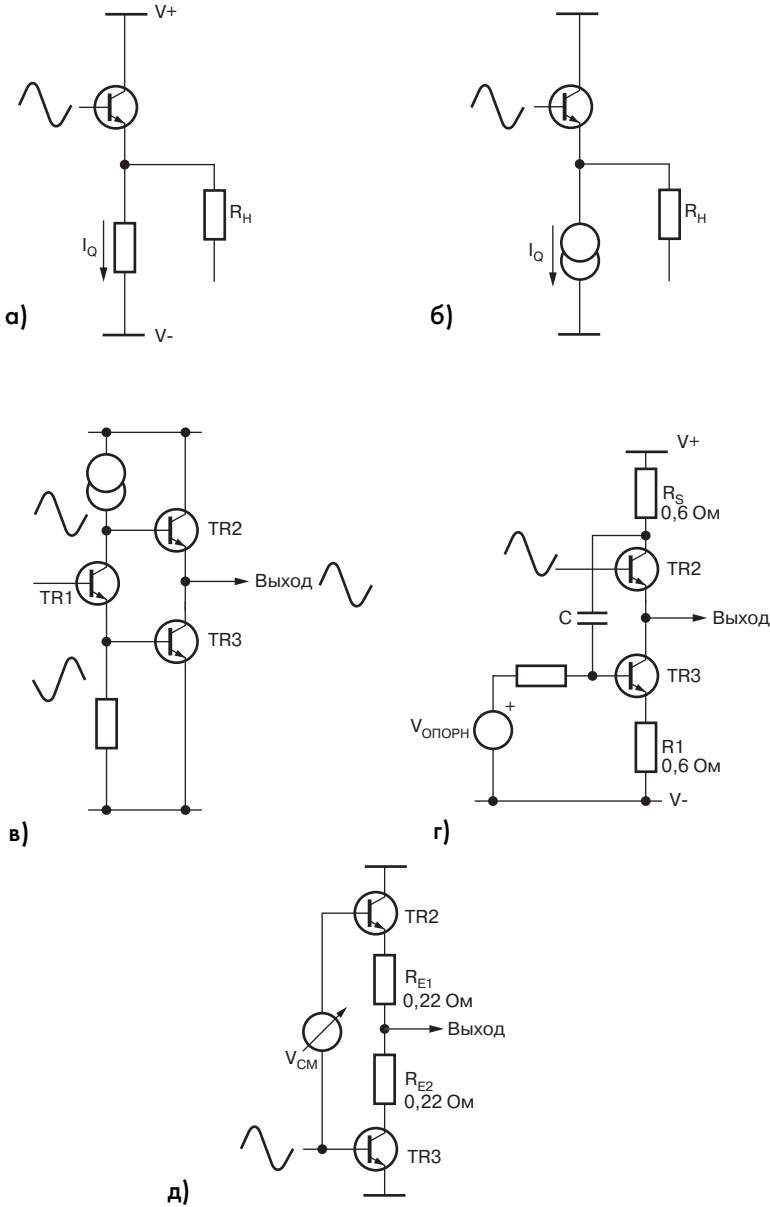 V+
I_Q
R_H
V-
а)
I_Q
R_H
б)
TR1
TR2
Выход
TR3
в)
V+
R_S
0,6 Ом
TR2
C
Выход
TR3
+
V_ОПОРН
R1
0,6 Ом
V-
г)
TR2
R_E1
0,22 Ом
Выход
V_СМ
R_E2
0,22 Ом
TR3
д)